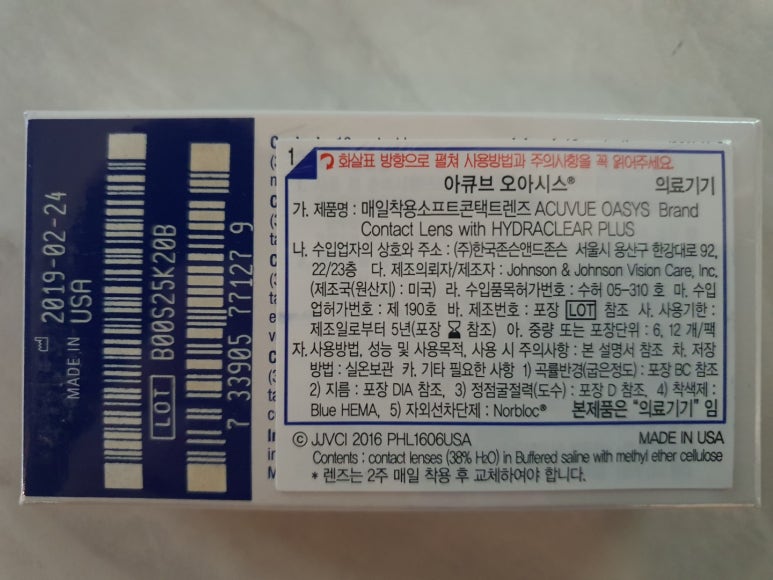 2019-02-24
MADE IN USA
LOT B00S25K20B
7 33905 77127 9
1
화살표 방향으로 펼쳐 사용방법과 주의사항을 꼭 읽어주세요.
아큐브 오아시스® 의료기기
가. 제품명 : 매일착용소프트콘택트렌즈 ACUVUE OASYS Brand
Contact Lens with HYDRACLEAR PLUS
나. 수입업자의 상호와 주소 : (주)한국존슨앤드존슨 서울시 용산구 한강대로 92,
22/23층 다. 제조의뢰자/제조자 : Johnson & Johnson Vision Care, Inc.
(제조국(원산지) : 미국) 라. 수입품목허가번호 : 수허 05-310 호 마. 수입
업허가번호 : 제 190호 바. 제조번호 : 포장 LOT 참조 사. 사용기한 :
제조일로부터 5년(포장 참조) 아. 중량 또는 포장단위 : 6, 12 개/팩
자. 사용방법, 성능 및 사용목적, 사용 시 주의사항 : 본 설명서 참조 차. 저장
방법 : 실온보관 카. 기타 필요한 사항 1) 곡률반경(굽은정도) : 포장 BC 참조
2) 지름 : 포장 DIA 참조, 3) 정점굴절력(도수) : 포장 D 참조, 4) 착색제 :
Blue HEMA, 5) 자외선차단제 : Norbloc® 본제품은 "의료기기" 임
© JJVCI 2016 PHL1606USA MADE IN USA
Contents : contact lenses (38% H₂O) in Buffered saline with methyl ether cellulose
* 렌즈는 2주 매일 착용 후 교체하여야 합니다.